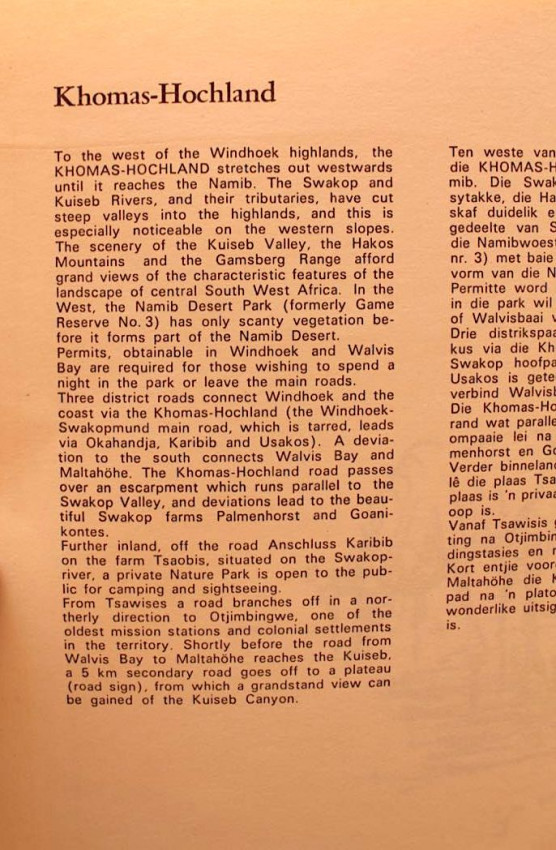 Khomas-Hochland
To the west of the Windhoek highlands, the
KHOMAS-HOCHLAND stretches out westwards
until it reaches the Namib. The Swakop and
Kuiseb Rivers, and their tributaries, have cut
steep valleys into the highlands, and this is
especially noticeable on the western slopes.
The scenery of the Kuiseb Valley, the Hakos
Mountains and the Gamsberg Range afford
grand views of the characteristic features of the
landscape of central South West Africa. In the
West, the Namib Desert Park (formerly Game
Reserve No. 3) has only scanty vegetation be-
fore it forms part of the Namib Desert.
Permits, obtainable in Windhoek and Walvis
Bay are required for those wishing to spend a
night in the park or leave the main roads.
Three district roads connect Windhoek and the
coast via the Khomas-Hochland (the Windhoek-
Swakopmund main road, which is tarred, leads
via Okahandja, Karibib and Usakos). A devia-
tion to the south connects Walvis Bay and
Maltahöhe. The Khomas-Hochland road passes
over an escarpment which runs parallel to the
Swakop Valley, and deviations lead to the beau-
tiful Swakop farms Palmenhorst and Goani-
kontes.
Further inland, off the road Anschluss Karibib
on the farm Tsaobis, situated on the Swakop-
river, a private Nature Park is open to the pub-
lic for camping and sightseeing.
From Tsawises a road branches off in a nor-
therly direction to Otjimbingwe, one of the
oldest mission stations and colonial settlements
in the territory. Shortly before the road from
Walvis Bay to Maltahöhe reaches the Kuiseb,
a 5 km secondary road goes off to a plateau
(road sign), from which a grandstand view can
be gained of the Kuiseb Canyon.
Ten weste van
die KHOMAS-H
mib. Die Swak
sytakke, die Ha
skaf duidelik e
gedeelte van S
die Namibwoest
nr. 3) met baie
vorm van die N
Permitte word
in die park wil
of Walvisbaai v
Drie distrikspaa
kus via die Kh
Swakop hoofpa
Usakos is getee
verbind Walvisb
Die Khomas-Ho
rand wat paralle
ompaaie lei na
menhorst en Go
Verder binneland
lê die plaas Tsa
plaas is 'n privaa
oop is.
Vanaf Tsawisis
ting na Otjimbin
dingstasies en n
Kort entjie voor
Maltahöhe die K
pad na 'n plato
wonderlike uitsig
is.